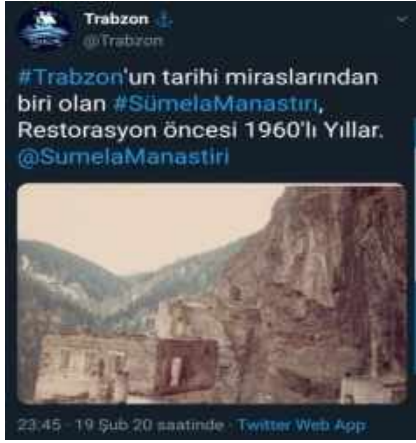 Trabzon
@Trabzon
#Trabzon'un tarihi miraslarından
biri olan #SümelaManastırı,
Restorasyon öncesi 1960'lı Yıllar.
@SumelaManastiri
23:45 · 19 Şub 20 saatinde · Twitter Web App